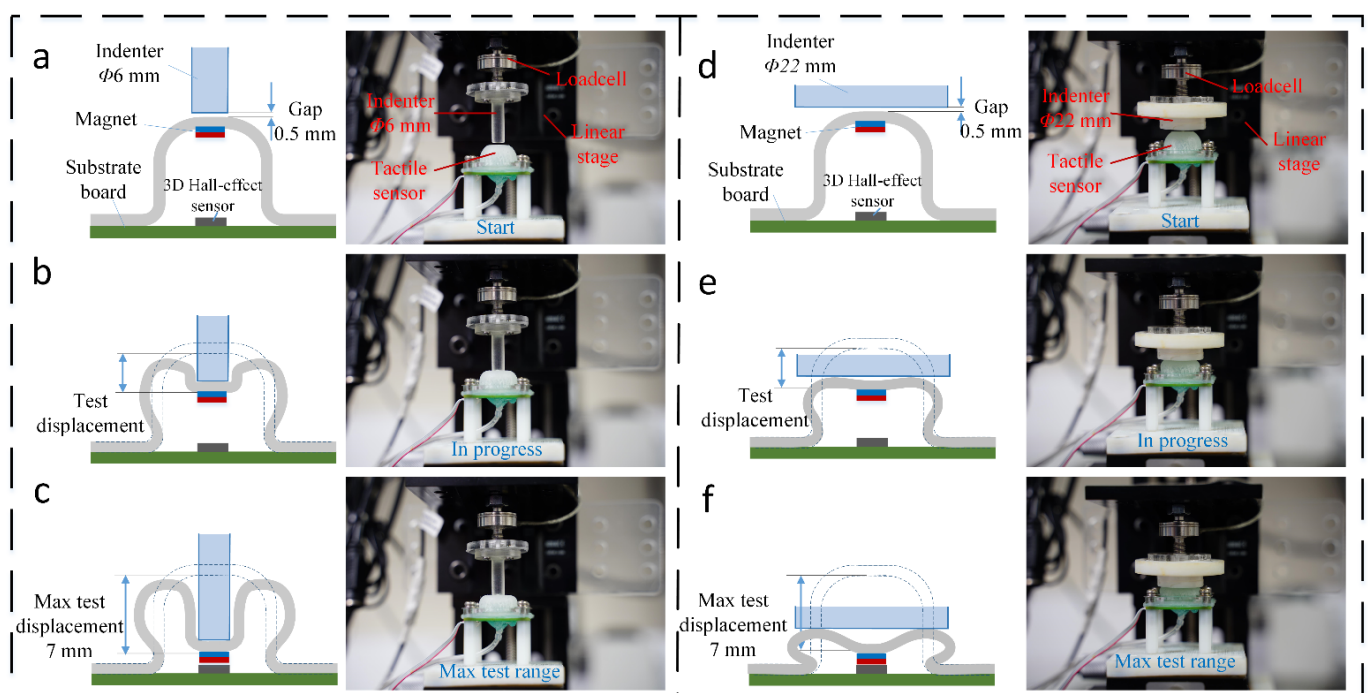 a
Indenter
Φ6 mm
Gap
0.5 mm
Magnet
Substrate
board
3D Hall-effect
sensor
Loadcell
Indenter
Φ6 mm
Linear
stage
Tactile
sensor
Start
b
Test
displacement
In progress
c
Max test
displacement
7 mm
Max test range
d
Indenter
Φ22 mm
Gap
0.5 mm
Magnet
Substrate
board
3D Hall-effect
sensor
Loadcell
Indenter
Φ22 mm
Linear
stage
Tactile
sensor
Start
e
Test
displacement
In progress
f
Max test
displacement
7 mm
Max test range